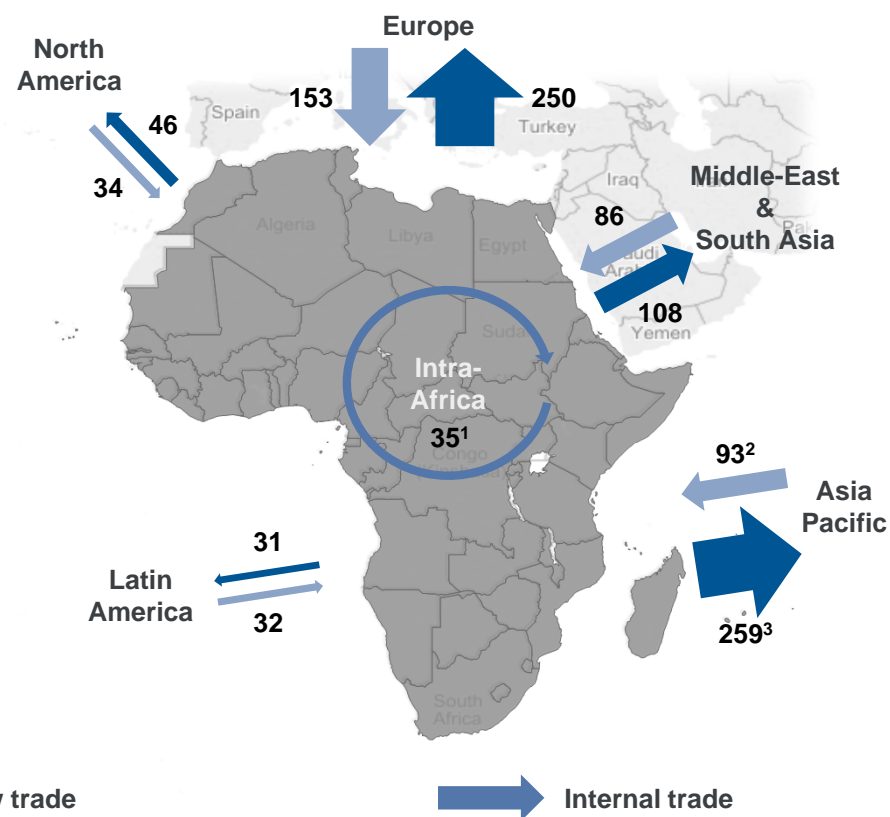 Europe
North
America
153
250
46
34
Spain
Turkey
Iraq
Middle-East
&
South Asia
86
108
Yemen
Algeria
Libya
Egypt
Intra-
Africa
35¹
Congo
93²
Asia
Pacific
259³
31
Latin
America
32
South
Africa
trade
Internal trade